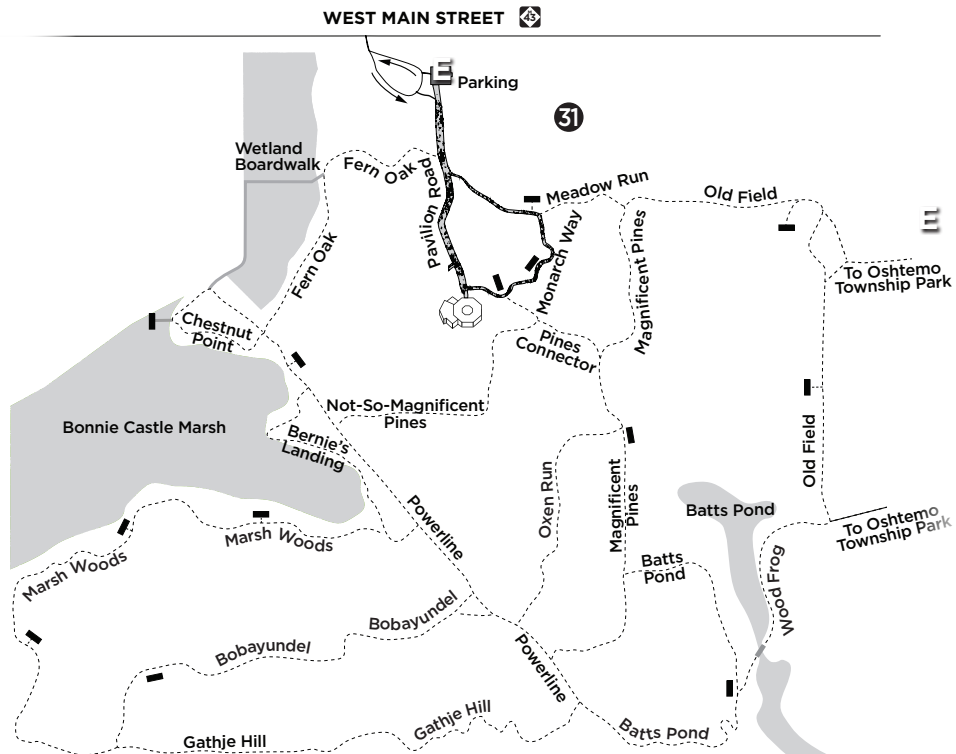 WEST MAIN STREET M 43
E
Parking
31
Wetland
Boardwalk
Fern Oak
Pavilion Road
Meadow Run
Old Field
E
Fern Oak
Monarch Way
Magnificent Pines
To Oshtemo
Township Park
Chestnut
Point
Pines
Connector
Not-So-Magnificent
Pines
Bonnie Castle Marsh
Bernie's
Landing
Old Field
Oxen Run
Magnificent
Pines
Batts Pond
Powerline
To Oshtemo
Township Park
Marsh Woods
Marsh Woods
Batts
Pond
Wood Frog
Bobayundel
Bobayundel
Powerline
Gathje Hill
Gathje Hill
Batts Pond